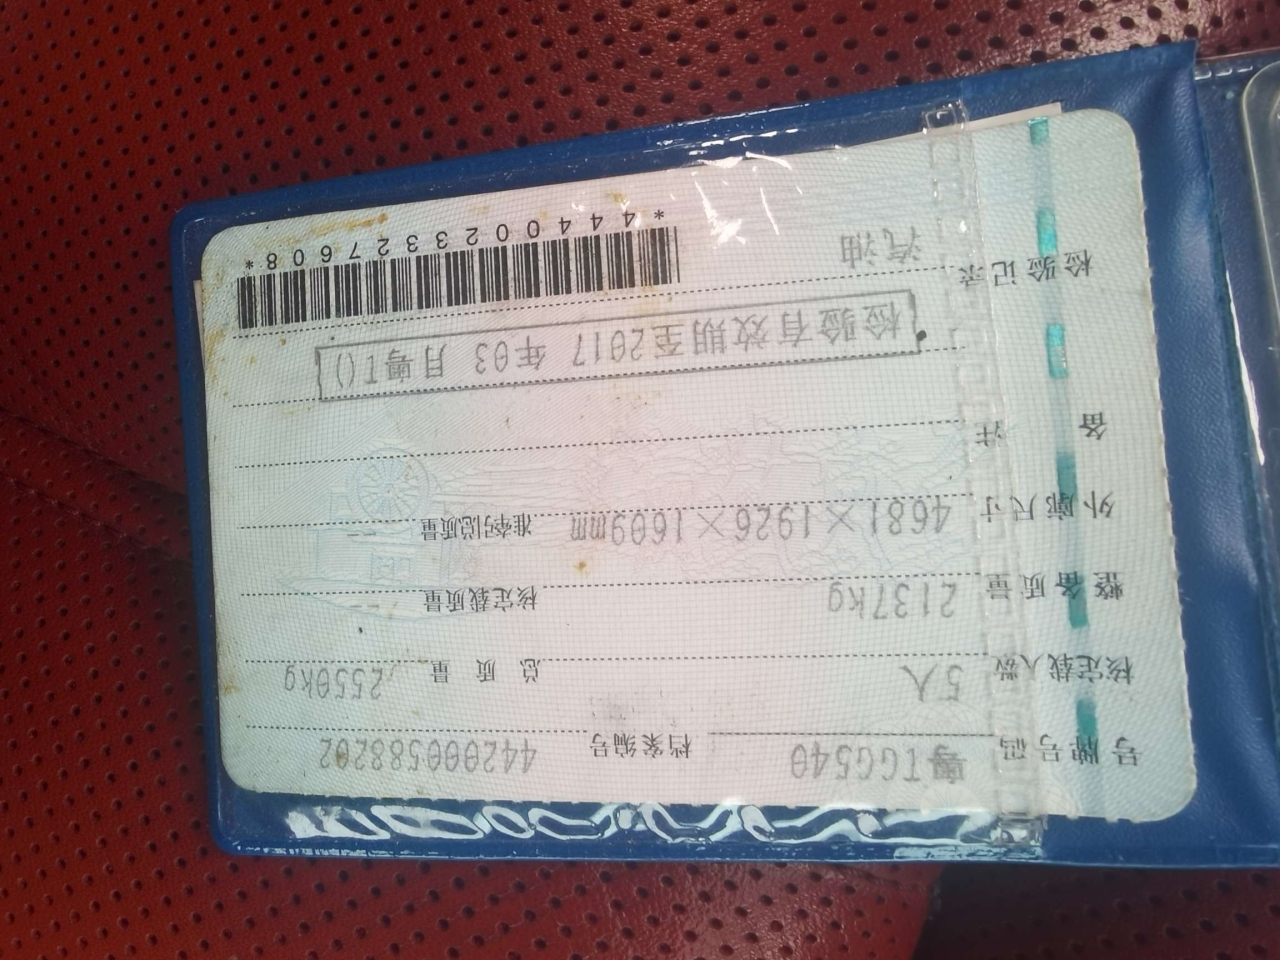 号牌号码 粤TGG540 档案编号 442000588202
核定载人数 5人 总质量 2550kg
整备质量 2137kg 核定载质量 --
外廓尺寸 4681×1926×1609mm 准牵引总质量 --
备注
检验有效期至2017年03月粤T()
检验记录 汽油
*4440023327608*